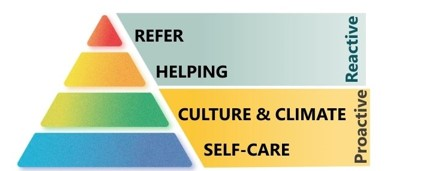 REFER
HELPING
Reactive
CULTURE & CLIMATE
SELF-CARE
Proactive